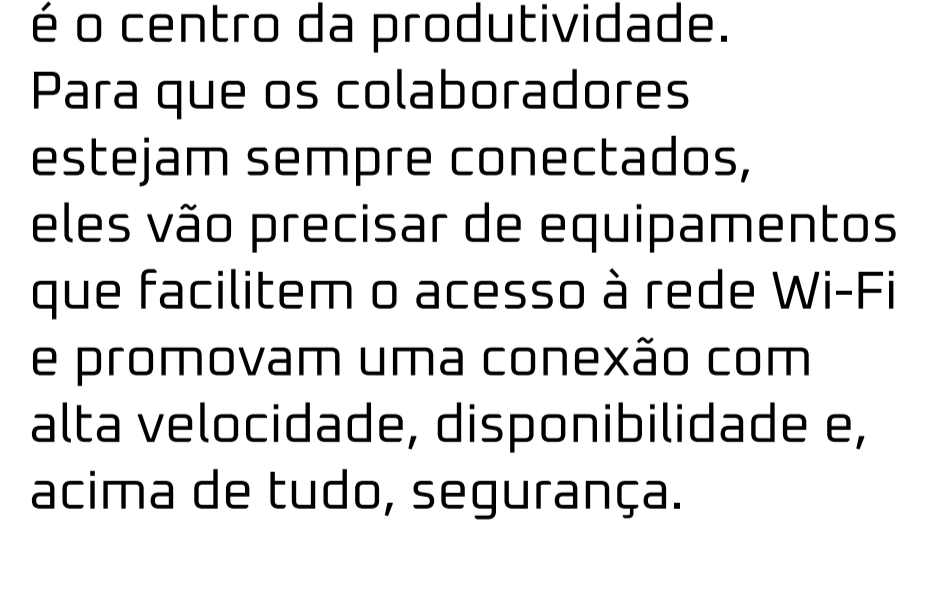 é o centro da produtividade.
Para que os colaboradores
estejam sempre conectados,
eles vão precisar de equipamentos
que facilitem o acesso à rede Wi-Fi
e promovam uma conexão com
alta velocidade, disponibilidade e,
acima de tudo, segurança.